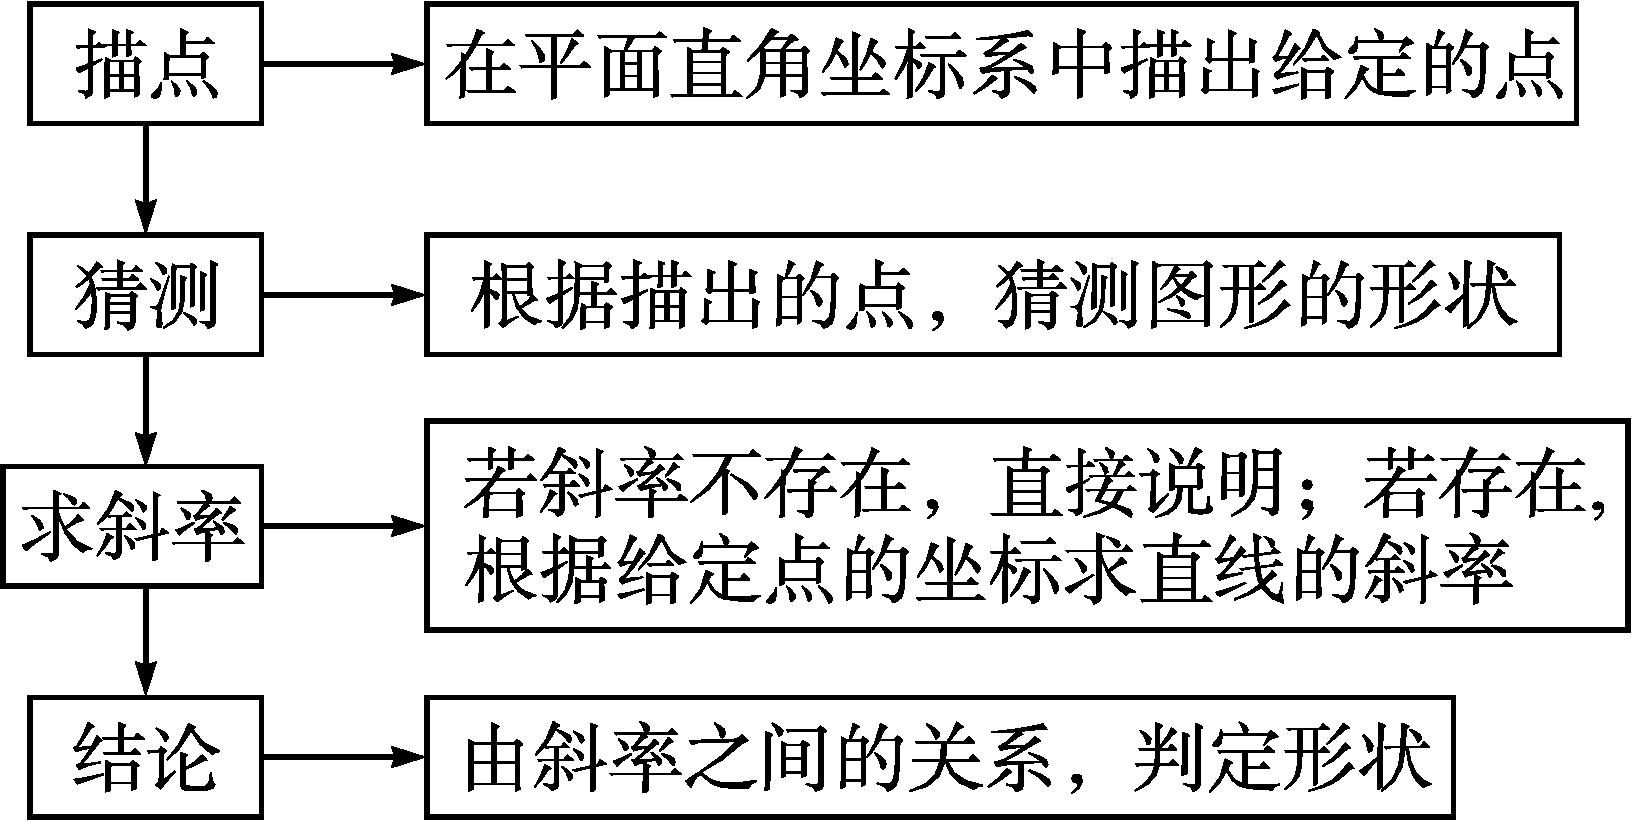 描点
在平面直角坐标系中描出给定的点
猜测
根据描出的点，猜测图形的形状
求斜率
若斜率不存在，直接说明；若存在，
根据给定点的坐标求直线的斜率
结论
由斜率之间的关系，判定形状